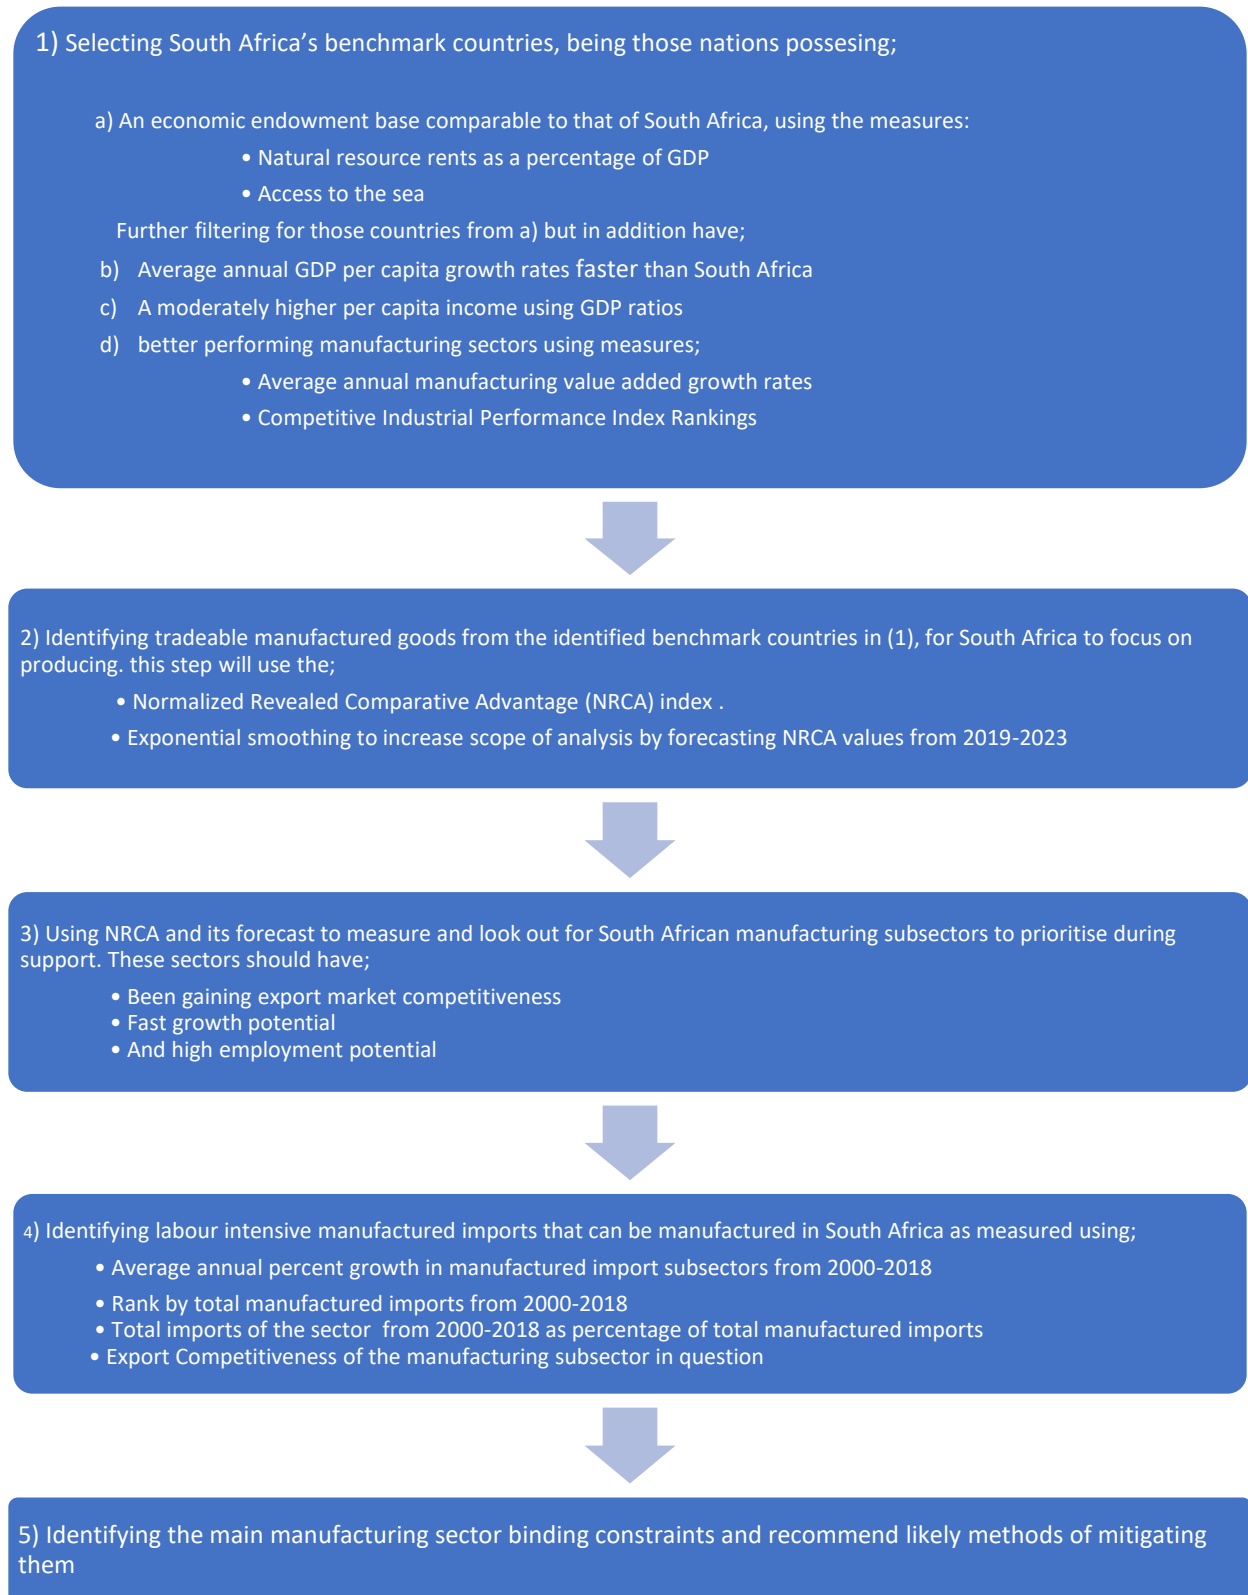 1) Selecting South Africa's benchmark countries, being those nations possesing;
a) An economic endowment base comparable to that of South Africa, using the measures:
• Natural resource rents as a percentage of GDP
• Access to the sea
Further filtering for those countries from a) but in addition have;
b) Average annual GDP per capita growth rates faster than South Africa
c) A moderately higher per capita income using GDP ratios
d) better performing manufacturing sectors using measures;
• Average annual manufacturing value added growth rates
• Competitive Industrial Performance Index Rankings
2) Identifying tradeable manufactured goods from the identified benchmark countries in (1), for South Africa to focus on
producing. this step will use the;
• Normalized Revealed Comparative Advantage (NRCA) index .
• Exponential smoothing to increase scope of analysis by forecasting NRCA values from 2019-2023
3) Using NRCA and its forecast to measure and look out for South African manufacturing subsectors to prioritise during
support. These sectors should have;
• Been gaining export market competitiveness
• Fast growth potential
• And high employment potential
4) Identifying labour intensive manufactured imports that can be manufactured in South Africa as measured using;
• Average annual percent growth in manufactured import subsectors from 2000-2018
• Rank by total manufactured imports from 2000-2018
• Total imports of the sector from 2000-2018 as percentage of total manufactured imports
• Export Competitiveness of the manufacturing subsector in question
5) Identifying the main manufacturing sector binding constraints and recommend likely methods of mitigating
them